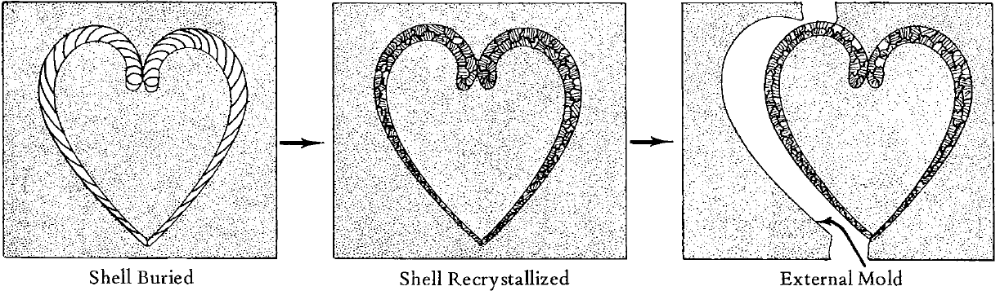 Shell Buried
Shell Recrystallized
External Mold